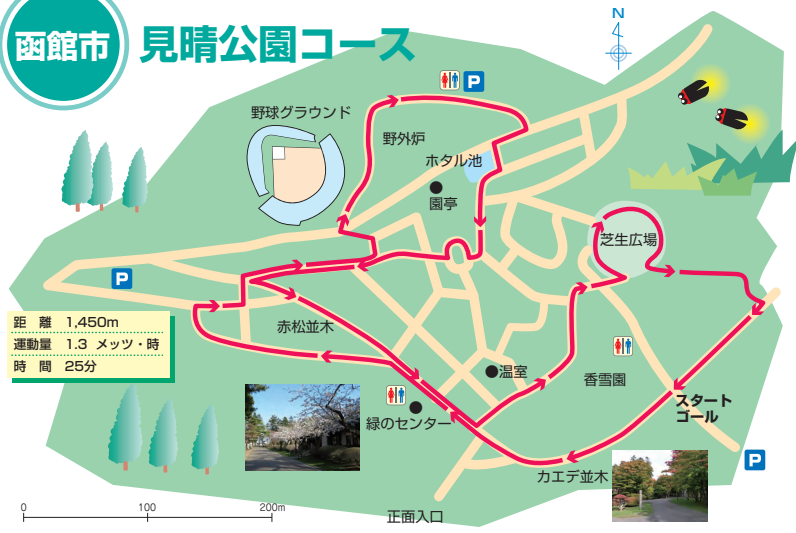 函館市
見晴公園コース
N
P
野球グラウンド
野外炉
ホタル池
園亭
芝生広場
P
距 離 1,450m
運動量 1.3 メッツ・時
時 間 25分
赤松並木
温室
香雪園
緑のセンター
スタート
ゴール
P
カエデ並木
正面入口
0 100 200m